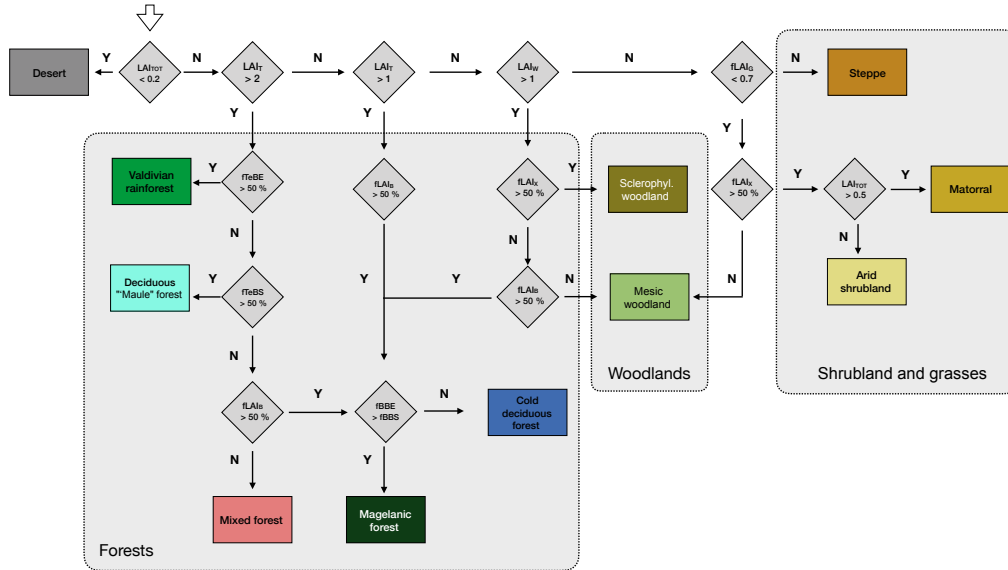 Y
LAITOT
< 0.2
N
LAIT
> 2
N
LAIT
> 1
N
LAIW
> 1
N
fLAIG
< 0.7
N
Desert
Steppe
Y
Y
Y
Y
Valdivian
rainforest
Y
fTeBE
> 50 %
fLAIB
> 50%
fLAIX
> 50 %
Y
Sclerophyl.
woodland
fLAIX
> 50 %
Y
LAITOT
> 0.5
Y
Matorral
N
N
N
Deciduous
"“Maule” forest
Y
fTeBS
> 50 %
Y
Y
fLAIB
> 50 %
N
Mesic
woodland
N
Arid
shrubland
N
Woodlands
Shrubland and grasses
fLAIB
> 50 %
Y
fBBE
> fBBS
N
Cold
deciduous
forest
N
Y
Mixed forest
Magelanic
forest
Forests